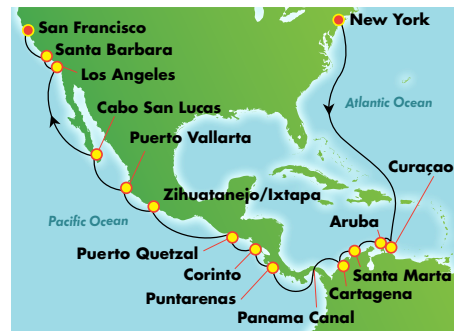 San Francisco
New York
Santa Barbara
Los Angeles
Atlantic Ocean
Cabo San Lucas
Puerto Vallarta
Curaçao
Zihuatanejo/Ixtapa
Pacific Ocean
Aruba
Puerto Quetzal
Corinto
Santa Marta
Puntarenas
Cartagena
Panama Canal